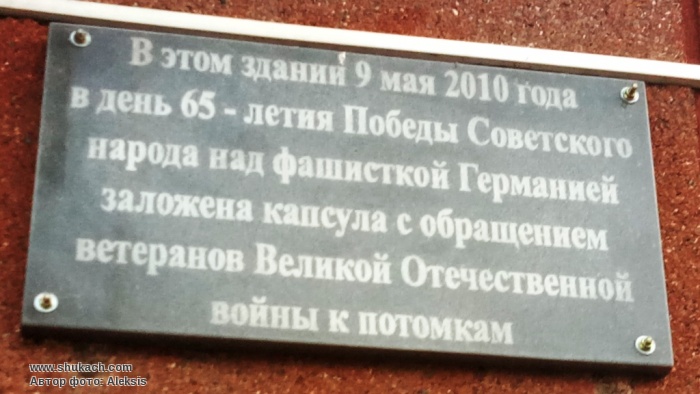 В этом здании 9 мая 2010 года
в день 65 - летия Победы Советского
народа над фашисткой Германией
заложена капсула с обращением
ветеранов Великой Отечественной
войны к потомкам
www.shukach.com
Автор фото: Aleksis